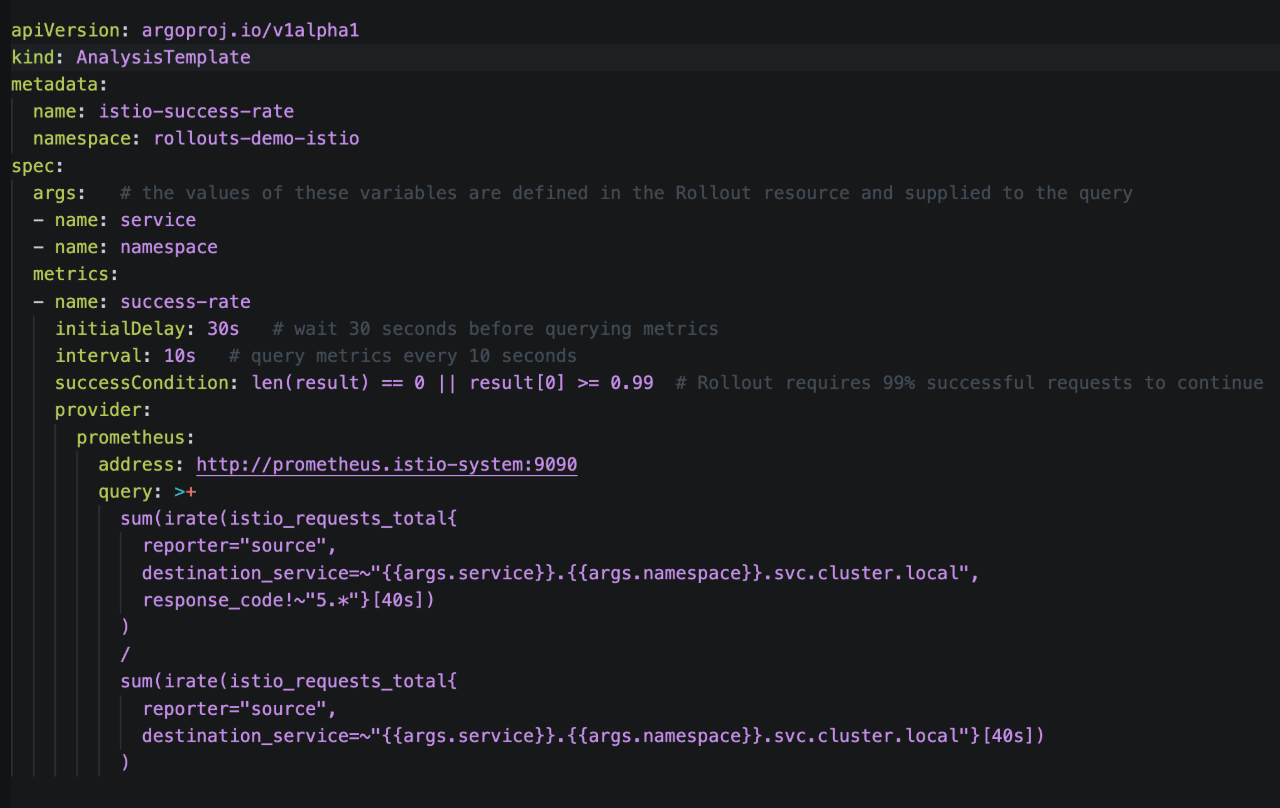 apiVersion: argoproj.io/v1alpha1
kind: AnalysisTemplate
metadata:
  name: istio-success-rate
  namespace: rollouts-demo-istio
spec:
  args:   # the values of these variables are defined in the Rollout resource and supplied to the query
  - name: service
  - name: namespace
  metrics:
  - name: success-rate
    initialDelay: 30s   # wait 30 seconds before querying metrics
    interval: 10s   # query metrics every 10 seconds
    successCondition: len(result) == 0 || result[0] >= 0.99  # Rollout requires 99% successful requests to continue
    provider:
      prometheus:
        address: http://prometheus.istio-system:9090
        query: >+
          sum(irate(istio_requests_total{
            reporter="source",
            destination_service=~"{{args.service}}.{{args.namespace}}.svc.cluster.local",
            response_code!~"5.*"}[40s])
          )
          /
          sum(irate(istio_requests_total{
            reporter="source",
            destination_service=~"{{args.service}}.{{args.namespace}}.svc.cluster.local"}[40s])
          )